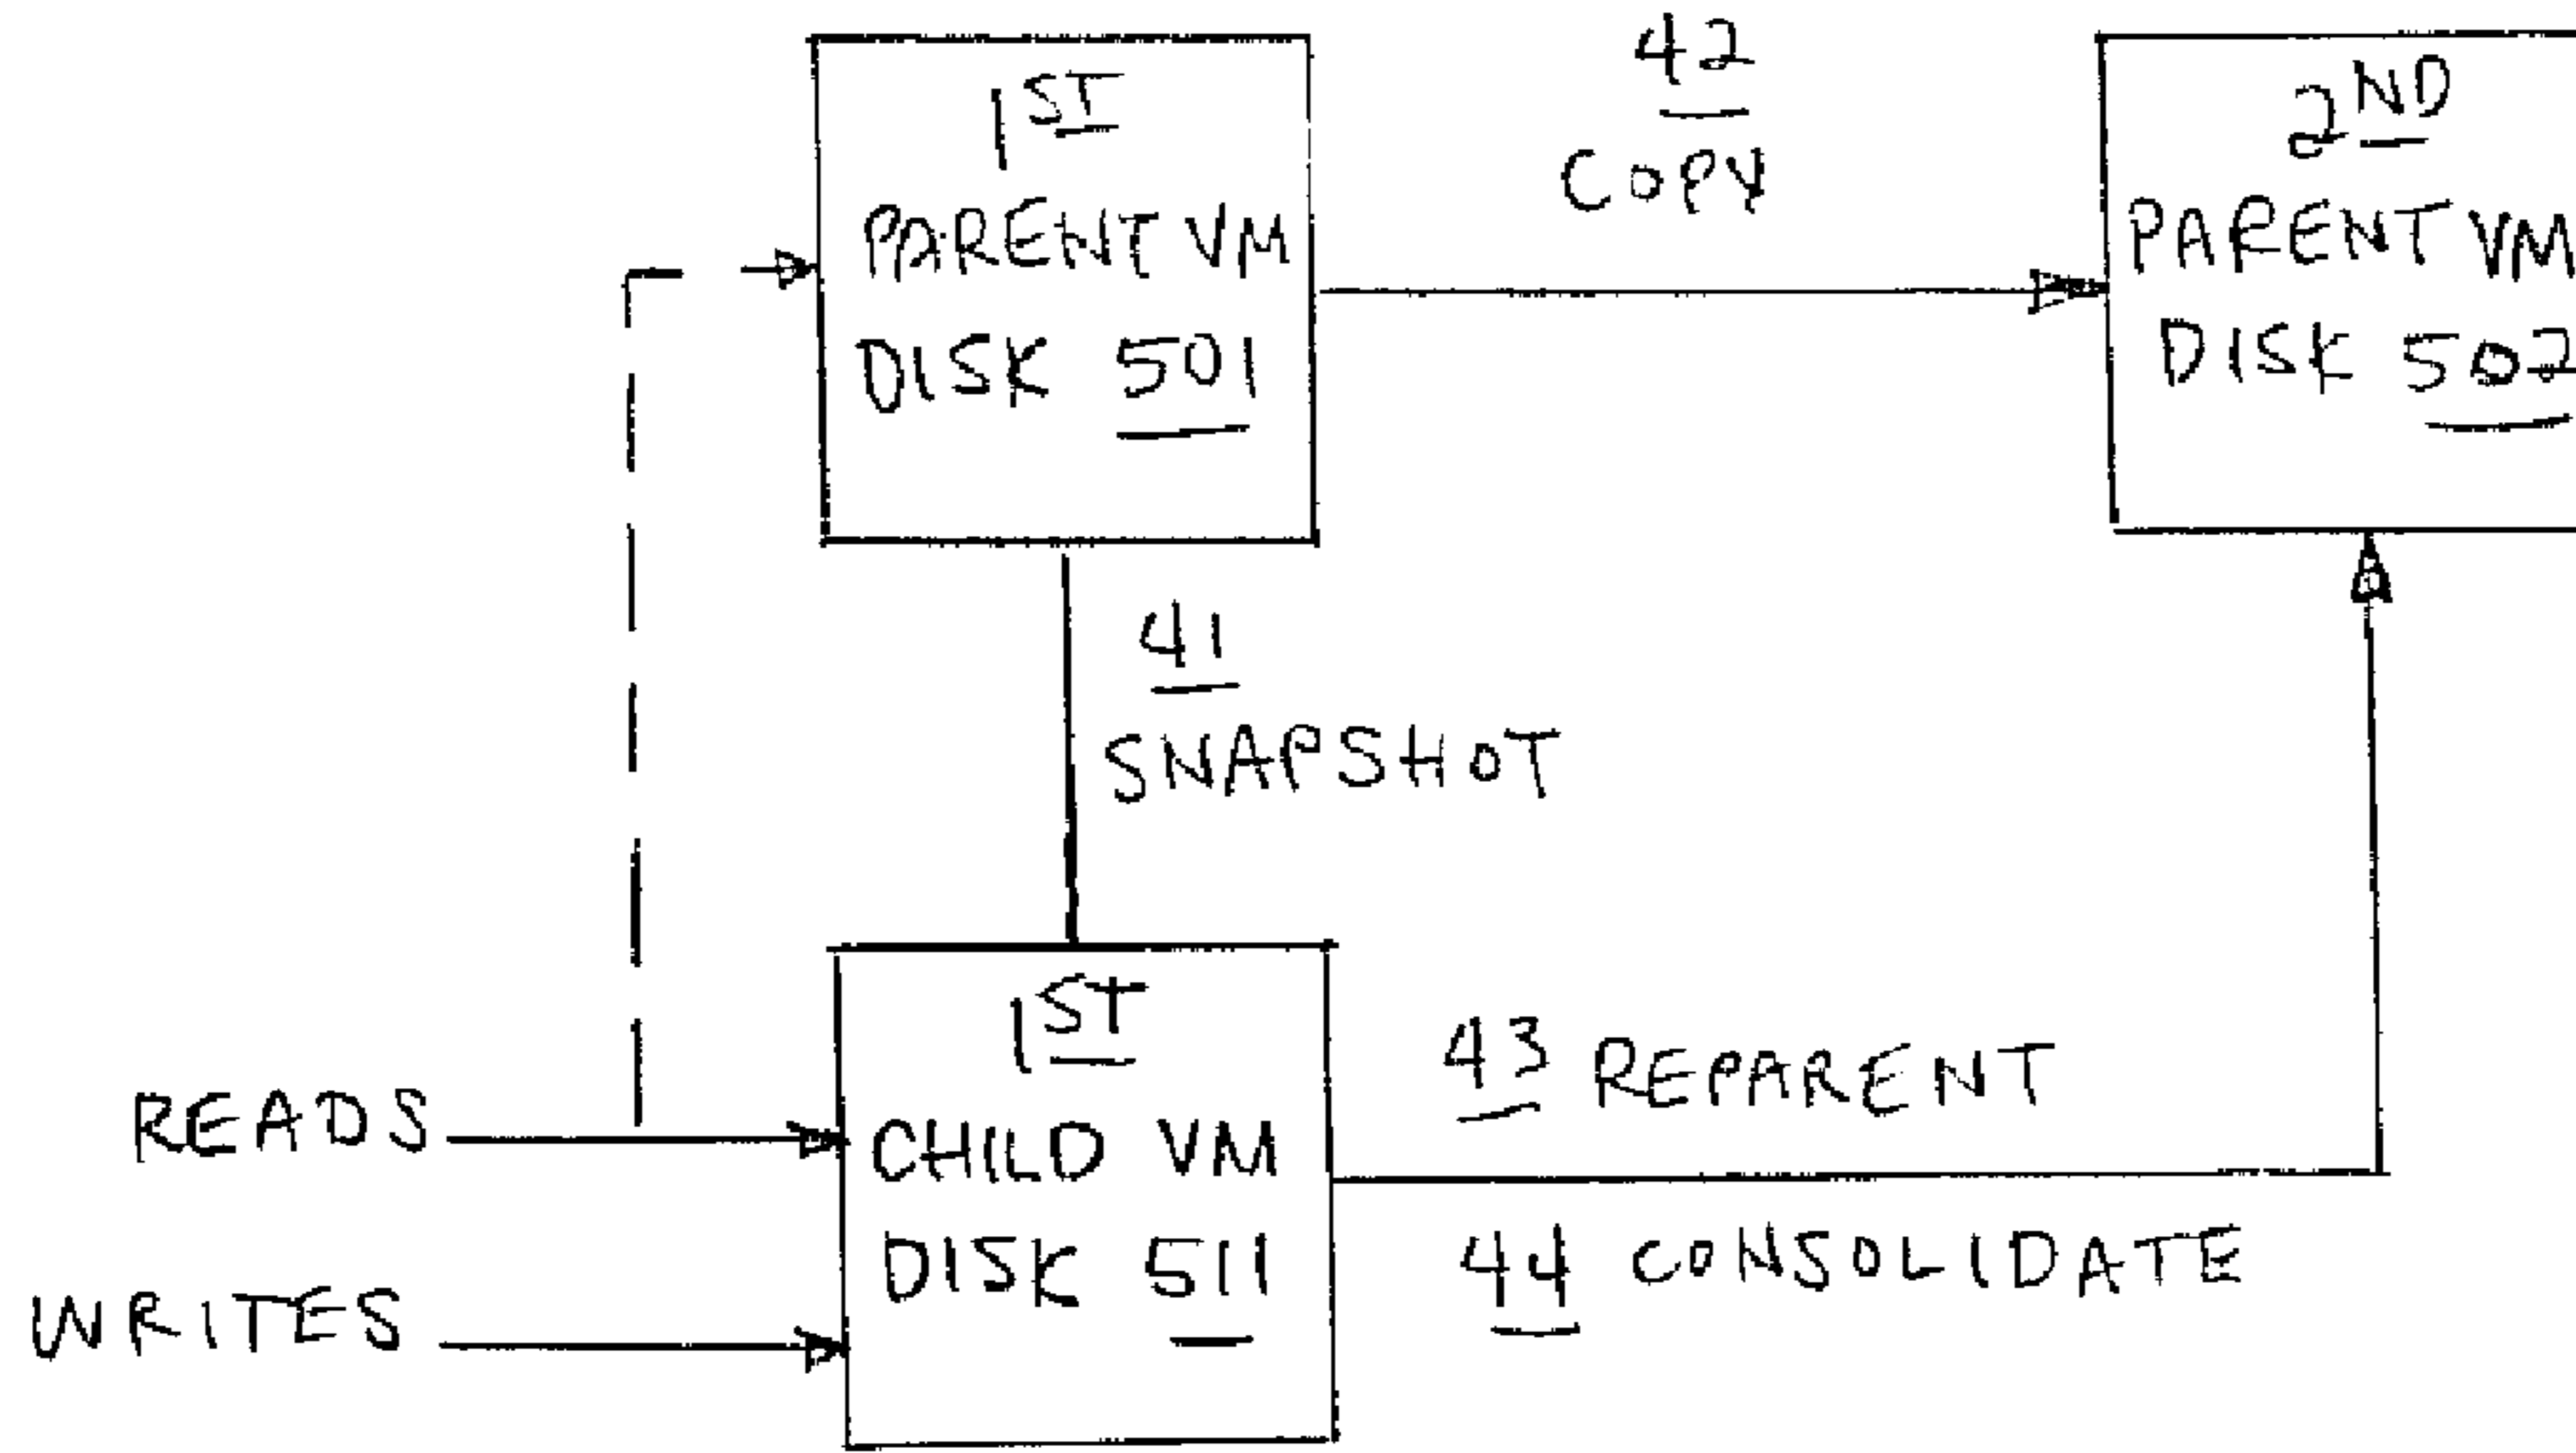 1ST
PARENT VM
DISK 501
42
COPY
2ND
PARENT VM
DISK 502
41
SNAPSHOT
1ST
CHILD VM
DISK 511
READS
WRITES
43 REPARENT
44 CONSOLIDATE